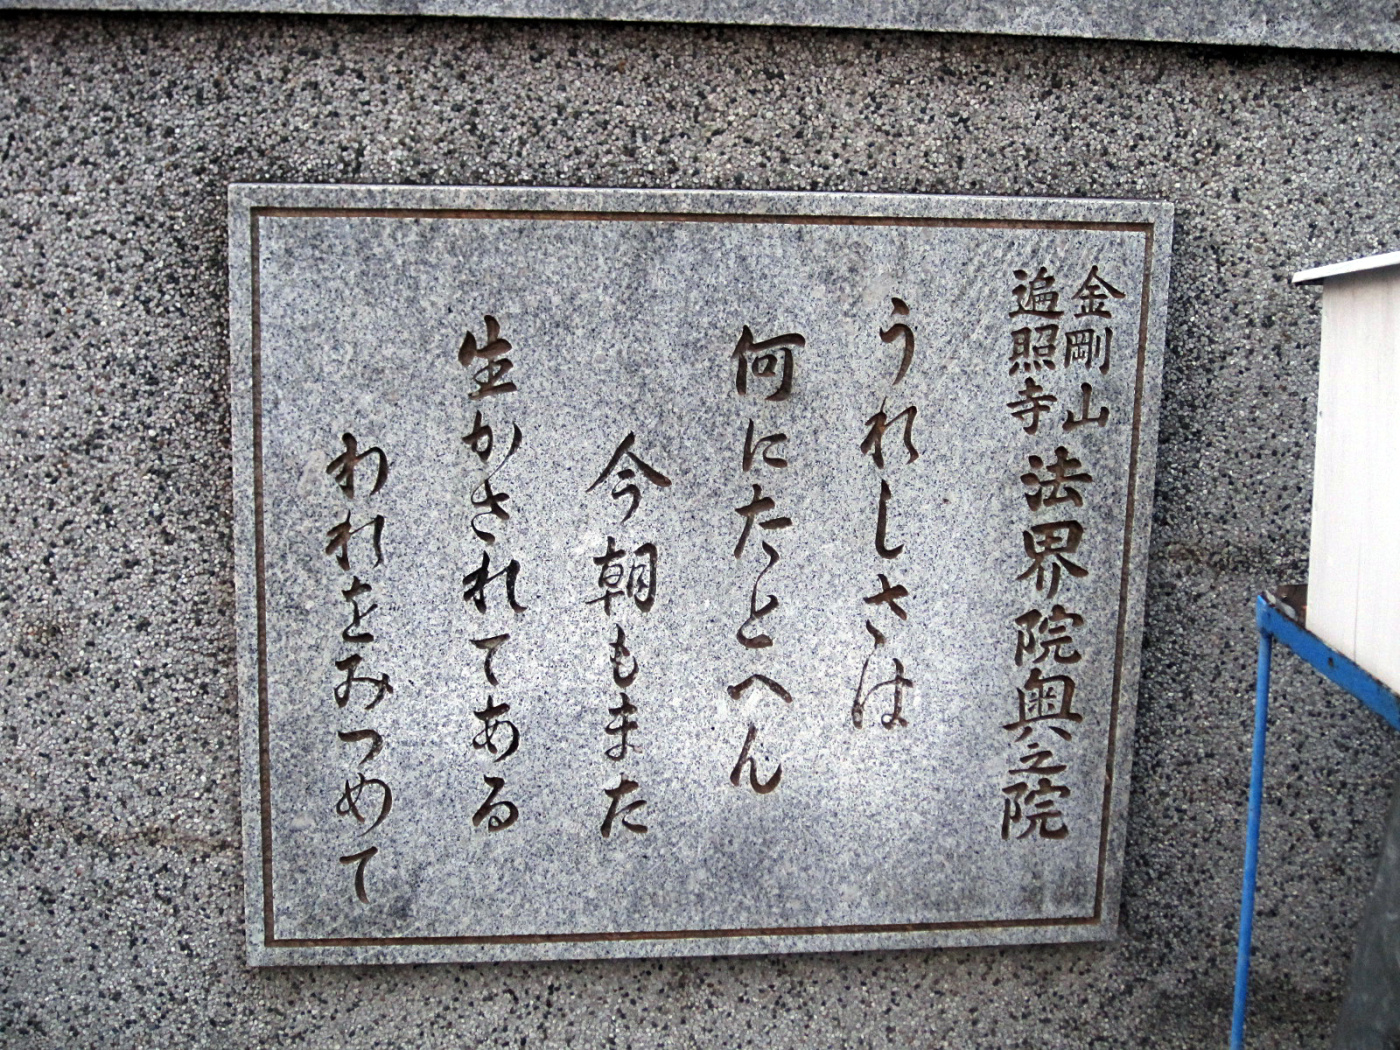 金剛山
遍照寺
法界院奥之院
うれしさは
何にたとへん
今朝もまた
生かされてある
われをみつめて